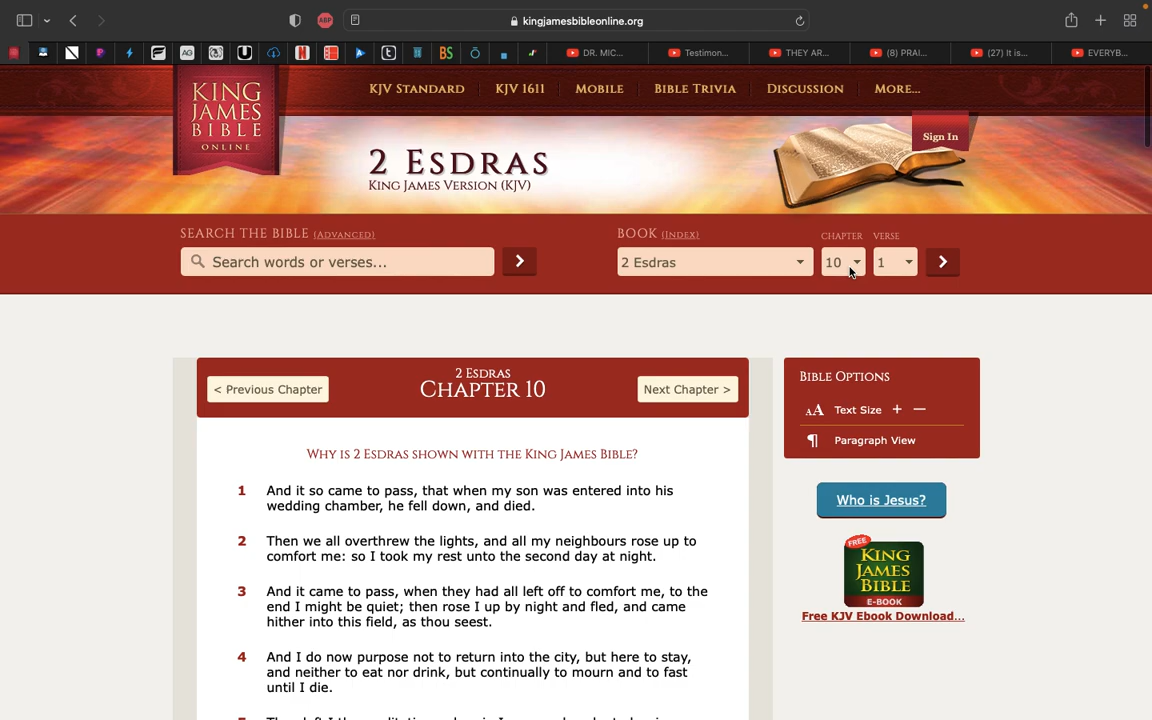 ABP
kingjamesbibleonline.org
AG
U
N
t
BS
DR. MIC...
Testimon...
THEY AR...
(8) PRAI...
(27) It is...
EVERYB...
KING
JAMES
BIBLE
ONLINE
KJV STANDARD
KJV 1611
MOBILE
BIBLE TRIVIA
DISCUSSION
MORE...
Sign In
2 ESDRAS
KING JAMES VERSION (KJV)
SEARCH THE BIBLE (ADVANCED)
BOOK (INDEX)
CHAPTER
VERSE
Search words or verses...
2 Esdras
10
1
< Previous Chapter
2 ESDRAS
CHAPTER 10
Next Chapter >
BIBLE OPTIONS
AA Text Size + −
¶ Paragraph View
WHY IS 2 ESDRAS SHOWN WITH THE KING JAMES BIBLE?
1 And it so came to pass, that when my son was entered into his
wedding chamber, he fell down, and died.
2 Then we all overthrew the lights, and all my neighbours rose up to
comfort me: so I took my rest unto the second day at night.
3 And it came to pass, when they had all left off to comfort me, to the
end I might be quiet; then rose I up by night and fled, and came
hither into this field, as thou seest.
4 And I do now purpose not to return into the city, but here to stay,
and neither to eat nor drink, but continually to mourn and to fast
until I die.
Who is Jesus?
FREE
KING
JAMES
BIBLE
E-BOOK
Free KJV Ebook Download...